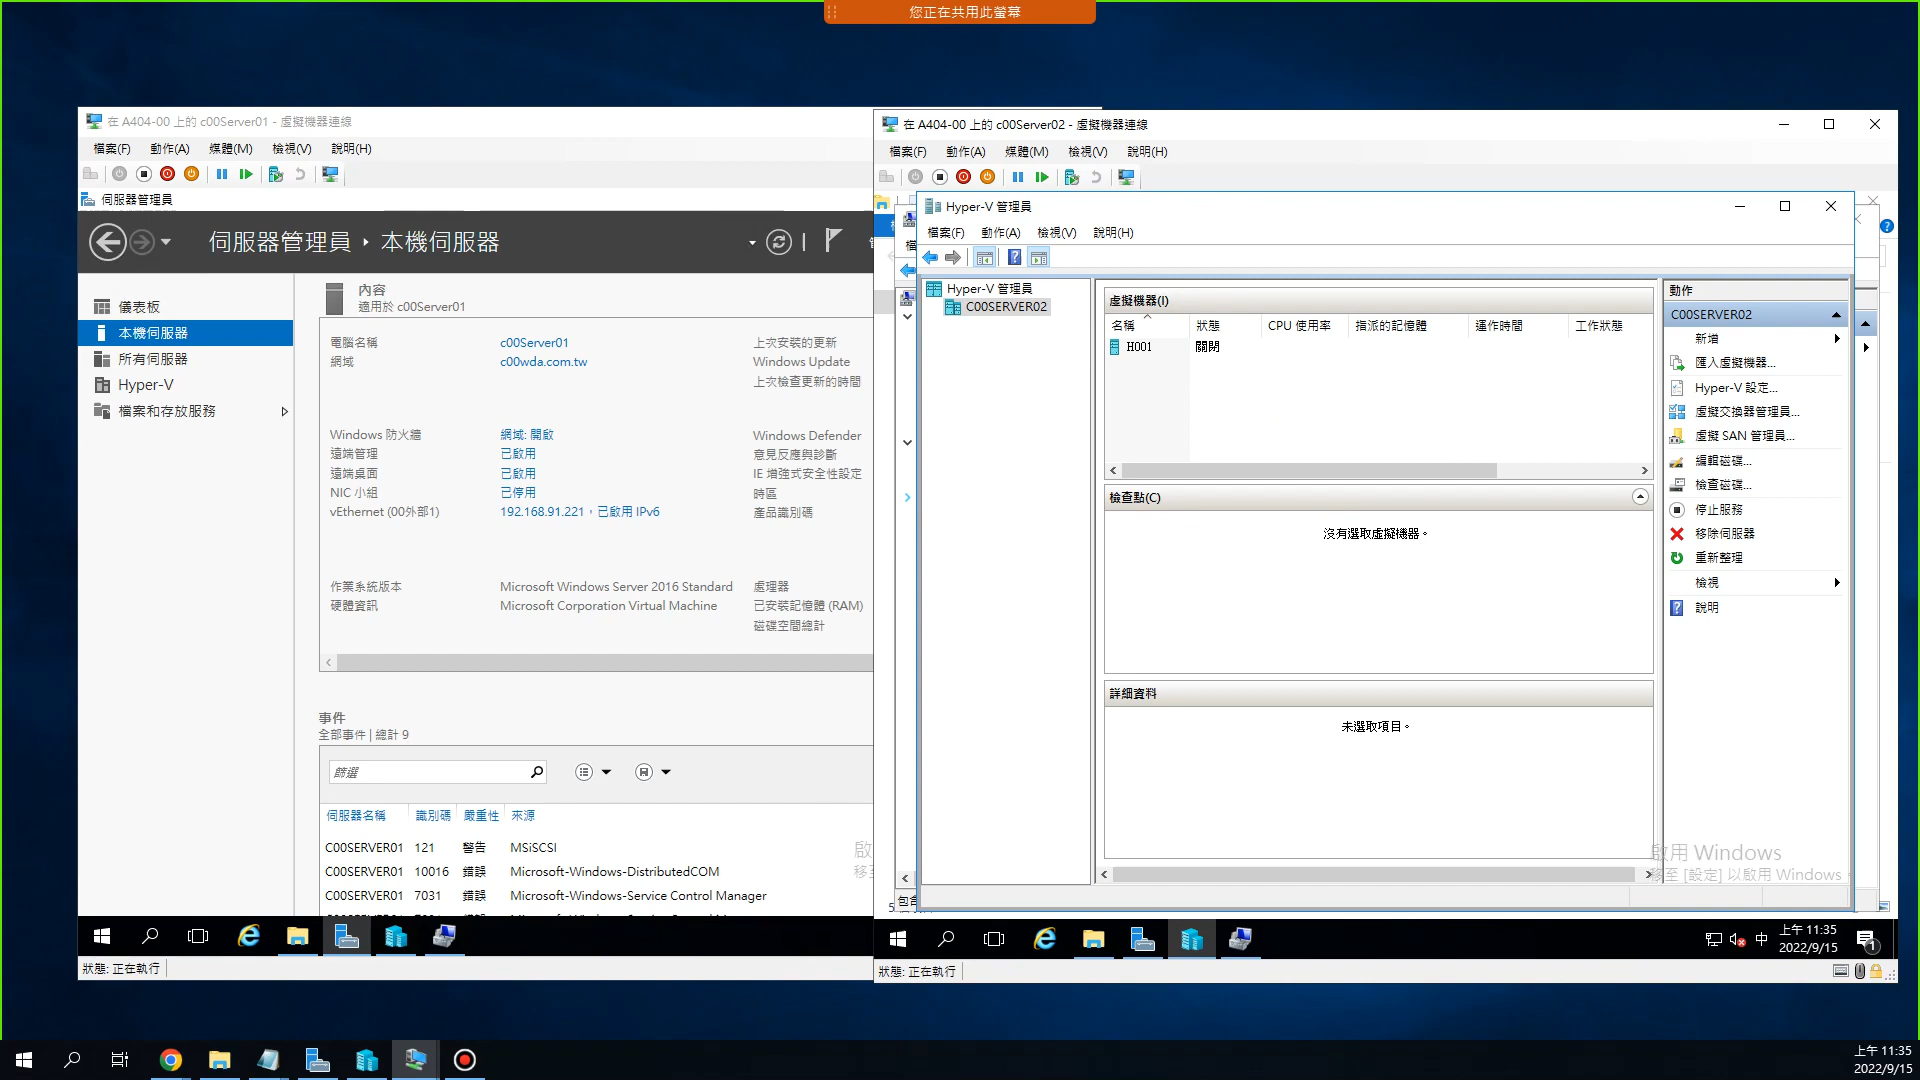 您正在共用此螢幕
在 A404-00 上的 c00Server01 - 虛擬機器連線
檔案(F) 動作(A) 媒體(M) 檢視(V) 說明(H)
伺服器管理員
伺服器管理員 ‣ 本機伺服器
儀表板
本機伺服器
所有伺服器
Hyper-V
檔案和存放服務
內容
適用於 c00Server01
電腦名稱 c00Server01 上次安裝的更新
網域 c00wda.com.tw Windows Update
上次檢查更新的時間
Windows 防火牆 網域: 開啟 Windows Defender
遠端管理 已啟用 意見反應與診斷
遠端桌面 已啟用 IE 增強式安全性設定
NIC 小組 已停用 時區
vEthernet (00外部1) 192.168.91.221，已啟用 IPv6 產品識別碼
作業系統版本 Microsoft Windows Server 2016 Standard 處理器
硬體資訊 Microsoft Corporation Virtual Machine 已安裝記憶體 (RAM)
磁碟空間總計
事件
全部事件 | 總計 9
篩選
伺服器名稱 識別碼 嚴重性 來源
C00SERVER01 121 警告 MSiSCSI
C00SERVER01 10016 錯誤 Microsoft-Windows-DistributedCOM
C00SERVER01 7031 錯誤 Microsoft-Windows-Service Control Manager
狀態: 正在執行
在 A404-00 上的 c00Server02 - 虛擬機器連線
檔案(F) 動作(A) 媒體(M) 檢視(V) 說明(H)
Hyper-V 管理員
檔案(F) 動作(A) 檢視(V) 說明(H)
Hyper-V 管理員
C00SERVER02
虛擬機器(I)
名稱 狀態 CPU 使用率 指派的記憶體 運作時間 工作狀態
H001 關閉
檢查點(C)
沒有選取虛擬機器。
詳細資料
未選取項目。
動作
C00SERVER02
新增
匯入虛擬機器...
Hyper-V 設定...
虛擬交換器管理員...
虛擬 SAN 管理員...
編輯磁碟...
檢查磁碟...
停止服務
移除伺服器
重新整理
檢視
說明
啟用 Windows
移至 [設定] 以啟用 Windows
中
上午 11:35
2022/9/15
1
狀態: 正在執行
上午 11:35
2022/9/15